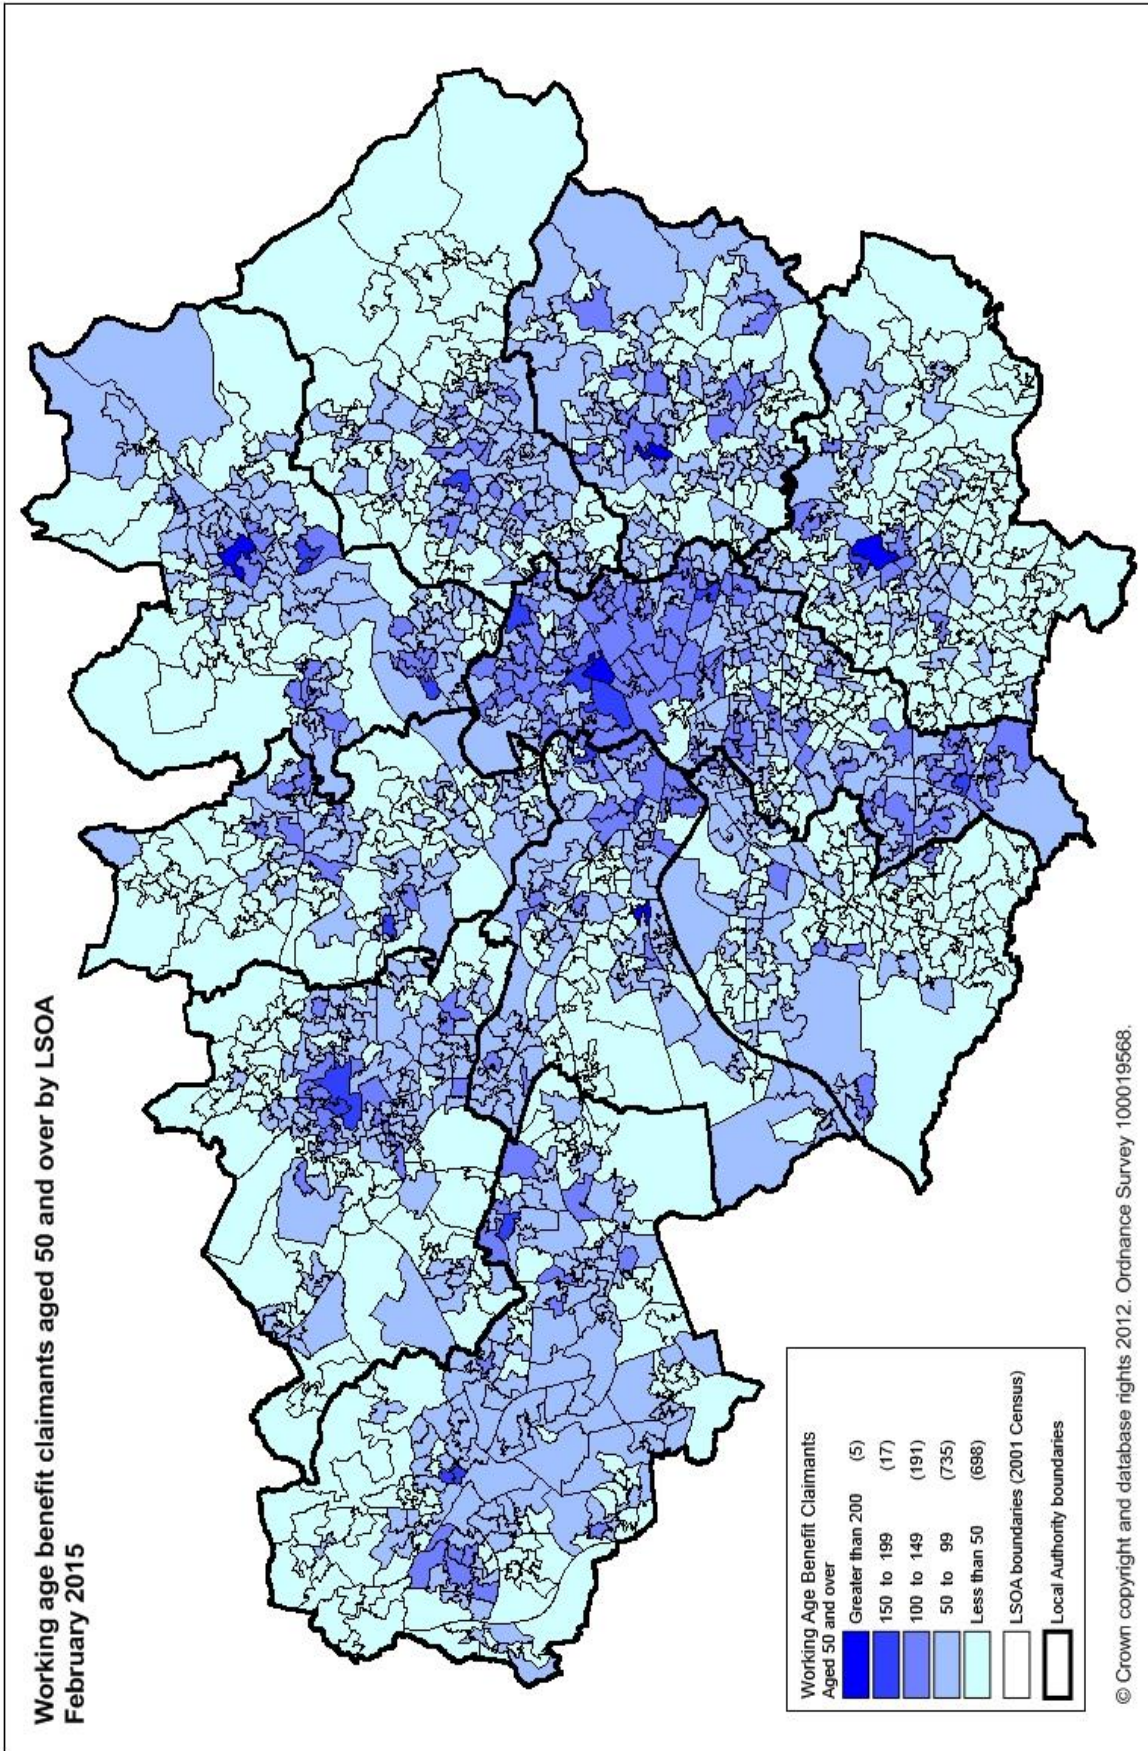 Working age benefit claimants aged 50 and over by LSOA
February 2015
Working Age Benefit Claimants
Aged 50 and over
Greater than 200 (5)
150 to 199 (17)
100 to 149 (191)
50 to 99 (735)
Less than 50 (698)
LSOA boundaries (2001 Census)
Local Authority boundaries
© Crown copyright and database rights 2012. Ordnance Survey 100019568.